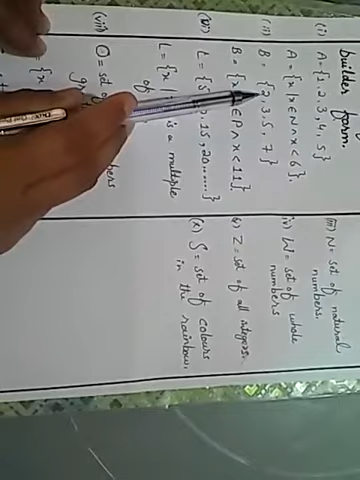 builder form.
(i) A = {1, 2, 3, 4, 5}
A = {x | x ∈ N ∧ x < 6}.
(ii) B = {2, 3, 5, 7}
B = {x ∈ P ∧ x < 11}
(vi) L = {5, 15, 20,......}
L = {x | is a multiple
of
(vii) O = set of
(iii) N = set of natural
numbers.
iv) W = set of whole
numbers
Z = set of all integers.
(x) S = set of colours
in the rainbow.